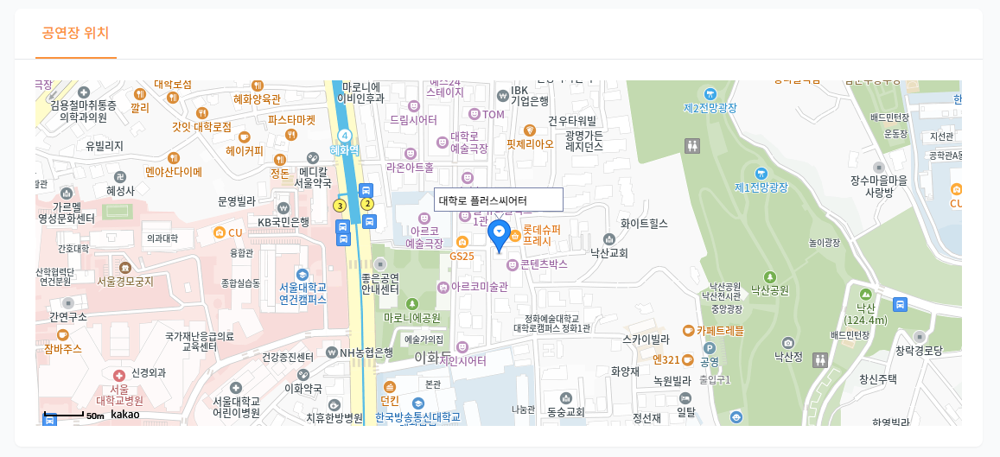 공연장 위치
극장
대학로점
마로니에
이비인후과
예스24
스테이지
IBK
기업은행
제2전망광장
김용철마취통증
의학과의원
깔리
혜화양육관
드림시어터
TOM
건우타워빌
배드민턴장
운동장
지선관
갓잇 대학로점
파스타마켓
4
혜화역
대학로
예술극장
핏제리아오
광명가든
레지던스
유빌리지
헤이커피
공학관A동
멘야산다이메
정돈
메디칼
서울약국
라온아트홀
제1전망광장
장수마을마을
사랑방
혜성사
CU
가르멜
영성문화센터
문영빌라
3
2
대학로 플러스씨어터
KB국민은행
1관
화이트힐스
의과대학
CU
아르코
예술극장
롯데슈퍼
프레시
간호대학
융합관
GS25
낙산교회
놀이광장
콘텐츠박스
산학협력단
연건분원
서울경모궁지
종합실습동
서울대학교
연건캠퍼스
좋은공연
안내센터
아르코미술관
낙산공원
낙산전시관
낙산공원
중앙광장
낙산
(124.4m)
간연구소
마로니에공원
정화예술대학교
대학로캠퍼스 정화1관
국가재난응급의료
교육센터
예술가의집
스카이빌라
카페트레블
배드민턴장
잠바주스
건강증진센터
NH농협은행
이화동
샤인시어터
엔321
P
공영
낙산정
창락경로당
신경외과
서울
대학교병원
화양재
녹원빌라
출입구1
창신주택
이화약국
본관
서울대학교
어린이병원
던킨
나눔관
동숭교회
일탈
50m
kakao
치휴한방병원
한국방송통신대학교
정선재
한영빌라